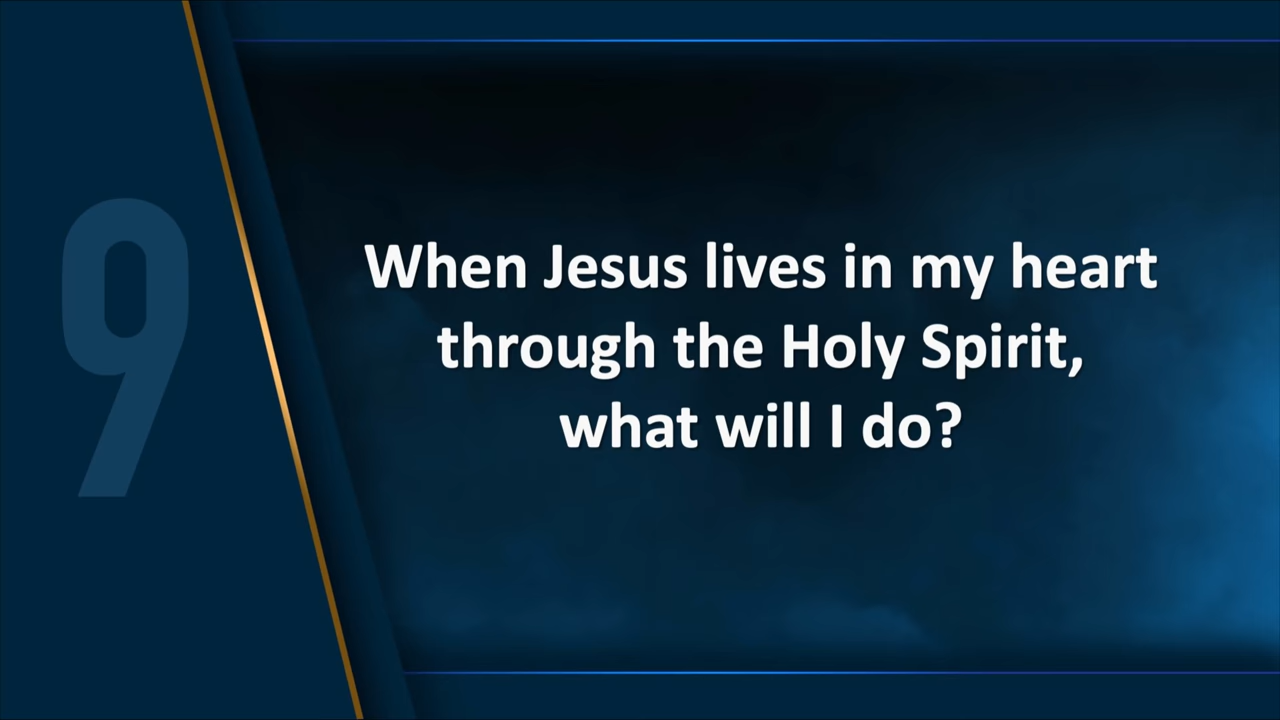 9
When Jesus lives in my heart
through the Holy Spirit,
what will I do?